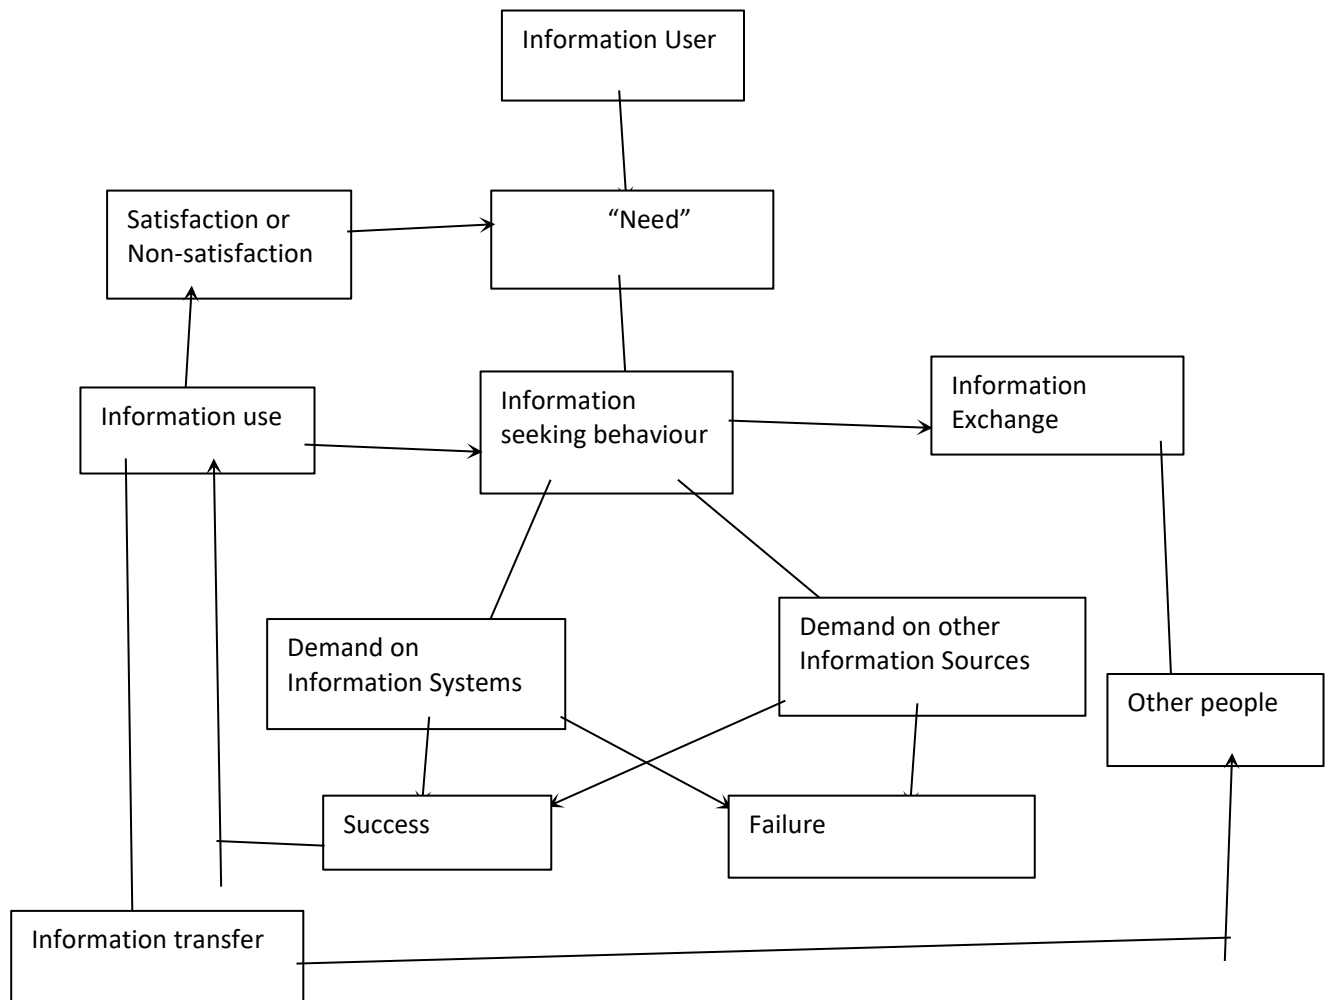 Information User
Satisfaction or
Non-satisfaction
“Need”
Information use
Information
seeking behaviour
Information
Exchange
Demand on
Information Systems
Demand on other
Information Sources
Other people
Success
Failure
Information transfer